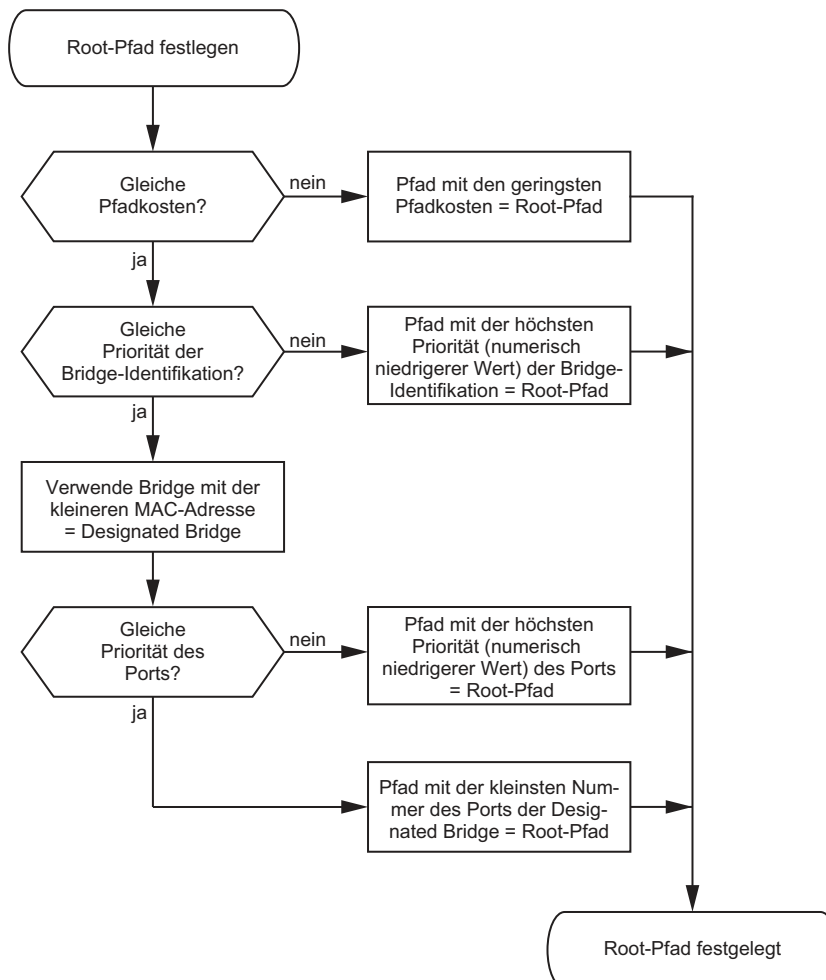 Root-Pfad festlegen
Gleiche
Pfadkosten?
nein
Pfad mit den geringsten
Pfadkosten = Root-Pfad
ja
Gleiche
Priorität der
Bridge-Identifikation?
nein
Pfad mit der höchsten
Priorität (numerisch
niedrigerer Wert) der Bridge-
Identifikation = Root-Pfad
ja
Verwende Bridge mit der
kleineren MAC-Adresse
= Designated Bridge
Gleiche
Priorität des
Ports?
nein
Pfad mit der höchsten
Priorität (numerisch
niedrigerer Wert) des Ports
= Root-Pfad
ja
Pfad mit der kleinsten Num-
mer des Ports der Desig-
nated Bridge = Root-Pfad
Root-Pfad festgelegt